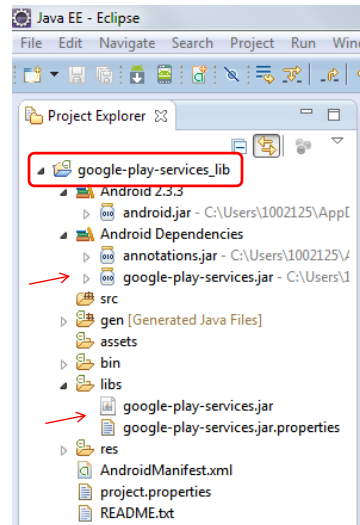 Java EE - Eclipse
File Edit Navigate Search Project Run
Project Explorer
google-play-services_lib
Android 2.3.3
android.jar - C:\Users\1002125\App
Android Dependencies
annotations.jar - C:\Users\1002125\
google-play-services.jar - C:\Users\1
src
gen [Generated Java Files]
assets
bin
libs
google-play-services.jar
google-play-services.jar.properties
res
AndroidManifest.xml
project.properties
README.txt